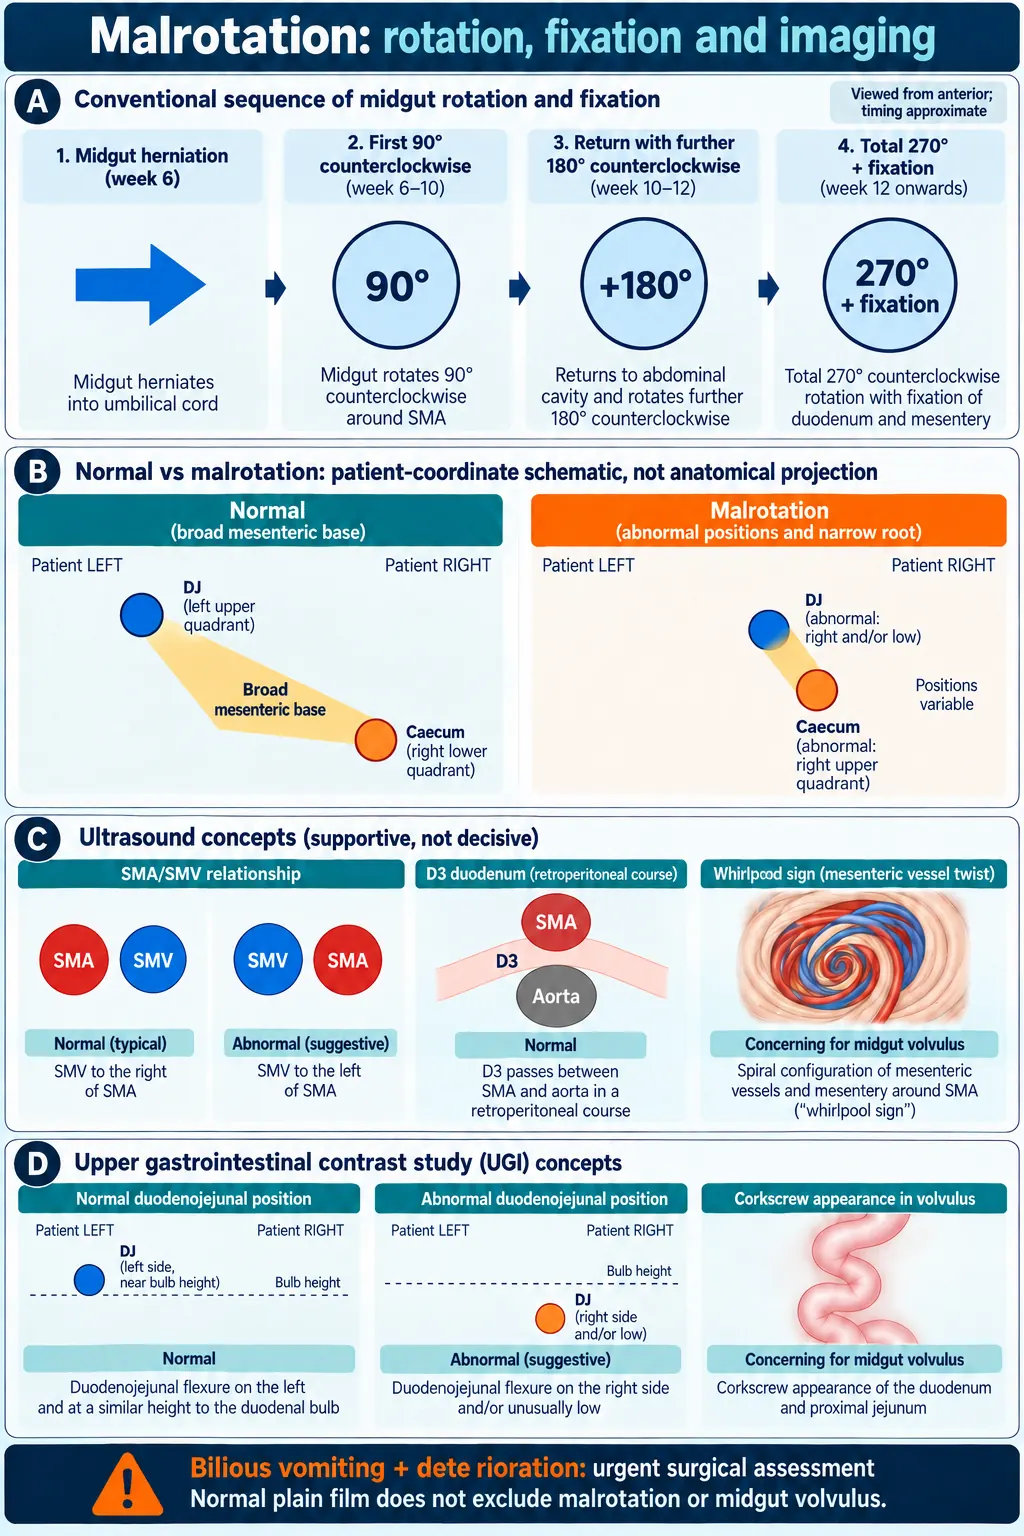 Malrotation: rotation, fixation and imaging
A Conventional sequence of midgut rotation and fixation
Viewed from anterior;
timing approximate
1. Midgut herniation
(week 6)
Midgut herniates
into umbilical cord
2. First 90°
counterclockwise
(week 6–10)
90°
Midgut rotates 90°
counterclockwise
around SMA
3. Return with further
180° counterclockwise
(week 10–12)
+180°
Returns to abdominal
cavity and rotates further
180° counterclockwise
4. Total 270°
+ fixation
(week 12 onwards)
270°
+ fixation
Total 270° counterclockwise
rotation with fixation of
duodenum and mesentery
B Normal vs malrotation: patient-coordinate schematic, not anatomical projection
Normal
(broad mesenteric base)
Patient LEFT
Patient RIGHT
DJ
(left upper
quadrant)
Broad
mesenteric base
Caecum
(right lower
quadrant)
Malrotation
(abnormal positions and narrow root)
Patient LEFT
Patient RIGHT
DJ
(abnormal:
right and/or low)
Positions
variable
Caecum
(abnormal:
right upper
quadrant)
C Ultrasound concepts (supportive, not decisive)
SMA/SMV relationship
SMA
SMV
Normal (typical)
SMV to the right
of SMA
SMV
SMA
Abnormal (suggestive)
SMV to the left
of SMA
D3 duodenum (retroperitoneal course)
SMA
D3
Aorta
Normal
D3 passes between
SMA and aorta in a
retroperitoneal course
Whirlpood sign (mesenteric vessel twist)
Concerning for midgut volvulus
Spiral configuration of mesenteric
vessels and mesentery around SMA
(“whirlpool sign”)
D Upper gastrointestinal contrast study (UGI) concepts
Normal duodenojejunal position
Patient LEFT
Patient RIGHT
DJ
(left side,
near bulb height)
Bulb height
Normal
Duodenojejunal flexure on the left
and at a similar height to the duodenal bulb
Abnormal duodenojejunal position
Patient LEFT
Patient RIGHT
Bulb height
DJ
(right side
and/or low)
Abnormal (suggestive)
Duodenojejunal flexure on the right side
and/or unusually low
Corkscrew appearance in volvulus
Concerning for midgut volvulus
Corkscrew appearance of the duodenum
and proximal jejunum
Bilious vomiting + dete rioration: urgent surgical assessment
Normal plain film does not exclude malrotation or midgut volvulus.